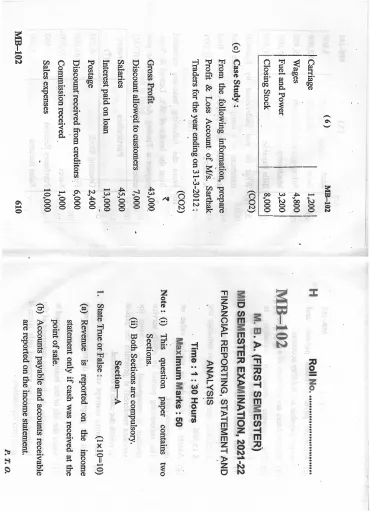 ( 6 ) MB–102
Carriage 1,200
Wages 4,800
Fuel and Power 3,200
Closing Stock 8,000
(CO2)
(c) Case Study :
From the following information, prepare
Profit & Loss Account of M/s. Sarthak
Traders for the year ending on 31-3-2012 :
(CO2)
₹
Gross Profit 43,000
Discount allowed to customers 7,000
Salaries 45,000
Interest paid on loan 13,000
Postage 2,400
Discount received from creditors 6,000
Commission received 1,000
Sales expenses 10,000
MB–102 610
H Roll No. ..............................
MB–102
M. B. A. (FIRST SEMESTER)
MID SEMESTER EXAMINATION, 2021-22
FINANCIAL REPORTING, STATEMENT AND
ANALYSIS
Time : 1 : 30 Hours
Maximum Marks : 50
Note : (i) This question paper contains two
Sections.
(ii) Both Sections are compulsory.
Section—A
1. State True or False : (1×10=10)
(a) Revenue is reported on the income
statement only if cash was received at the
point of sale.
(b) Accounts payable and accounts receivable
are reported on the income statement.
P. T. O.